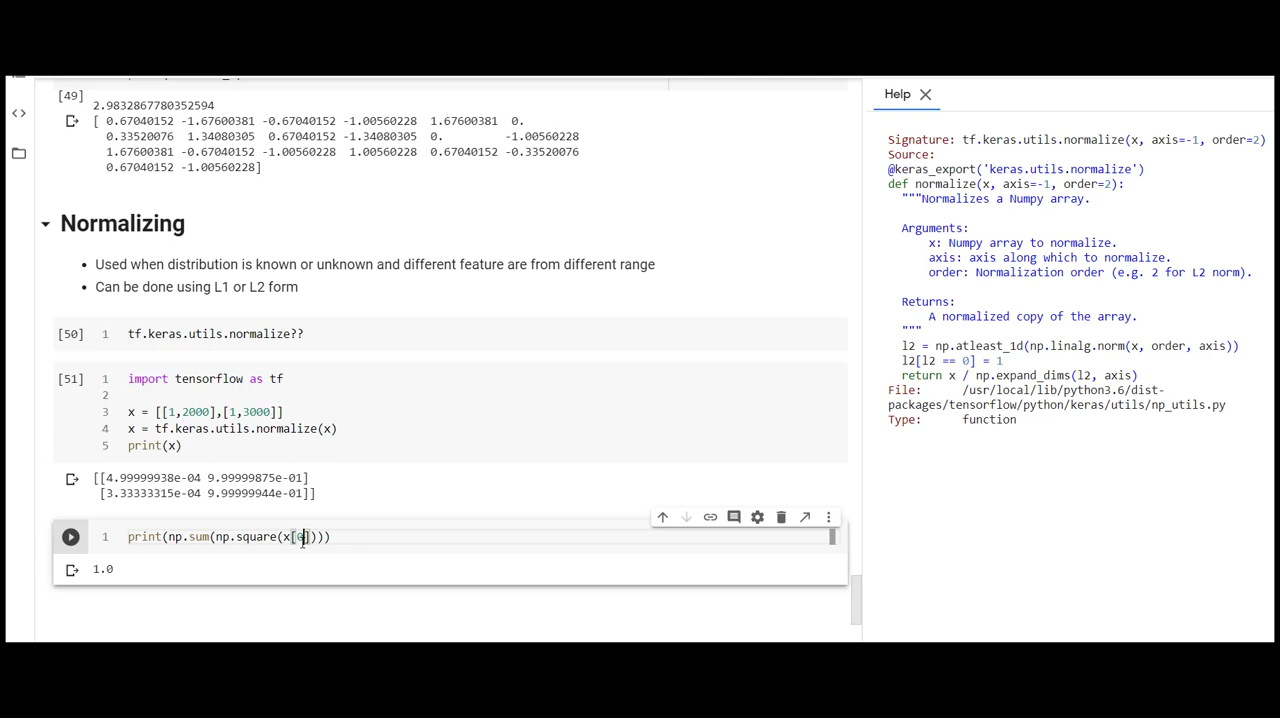 [49]
2.9832867780352594
[ 0.67040152 -1.67600381 -0.67040152 -1.00560228 1.67600381 0.
0.33520076 1.34080305 0.67040152 -1.34080305 0. -1.00560228
1.67600381 -0.67040152 -1.00560228 1.00560228 0.67040152 -0.33520076
0.67040152 -1.00560228]
Normalizing
• Used when distribution is known or unknown and different feature are from different range
• Can be done using L1 or L2 form
[50] 1 tf.keras.utils.normalize??
[51] 1 import tensorflow as tf
2
3 x = [[1,2000],[1,3000]]
4 x = tf.keras.utils.normalize(x)
5 print(x)
[[4.99999938e-04 9.99999875e-01]
[3.33333315e-04 9.99999944e-01]]
1 print(np.sum(np.square(x[0])))
1.0
Help
Signature: tf.keras.utils.normalize(x, axis=-1, order=2)
Source:
@keras_export('keras.utils.normalize')
def normalize(x, axis=-1, order=2):
"""Normalizes a Numpy array.
Arguments:
x: Numpy array to normalize.
axis: axis along which to normalize.
order: Normalization order (e.g. 2 for L2 norm).
Returns:
A normalized copy of the array.
"""
l2 = np.atleast_1d(np.linalg.norm(x, order, axis))
l2[l2 == 0] = 1
return x / np.expand_dims(l2, axis)
File: /usr/local/lib/python3.6/dist-
packages/tensorflow/python/keras/utils/np_utils.py
Type: function